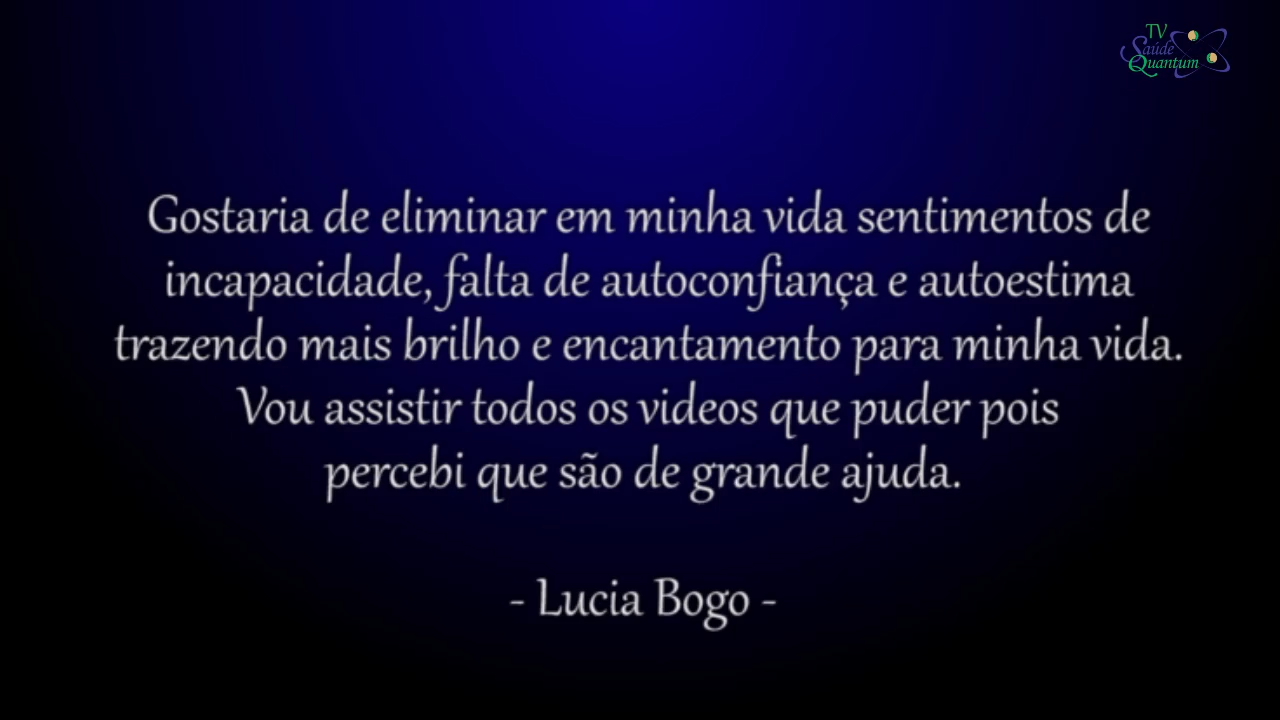 TV
Saúde
Quantum
Gostaria de eliminar em minha vida sentimentos de
incapacidade, falta de autoconfiança e autoestima
trazendo mais brilho e encantamento para minha vida.
Vou assistir todos os videos que puder pois
percebi que são de grande ajuda.
- Lucia Bogo -